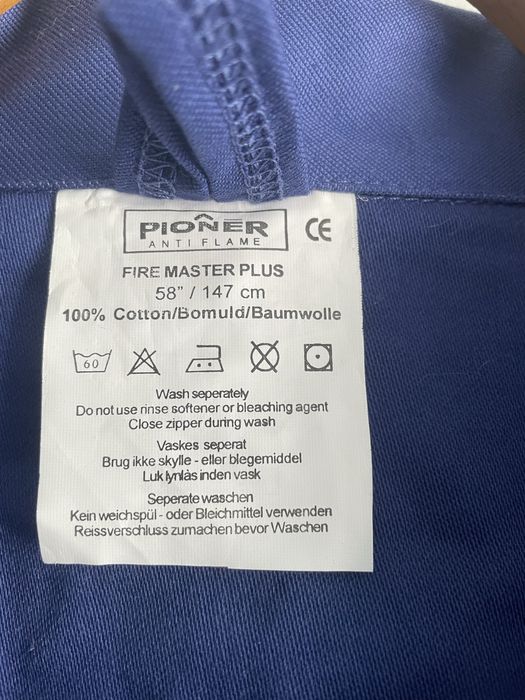 PIONĒR
ANTI FLAME
CE
FIRE MASTER PLUS
58" / 147 cm
100% Cotton/Bomuld/Baumwolle
60
Wash seperately
Do not use rinse softener or bleaching agent
Close zipper during wash
Vaskes seperat
Brug ikke skylle - eller blegemiddel
Luk lynlås inden vask
Seperate waschen
Kein weichspül - oder Bleichmittel verwenden
Reissverschluss zumachen bevor Waschen